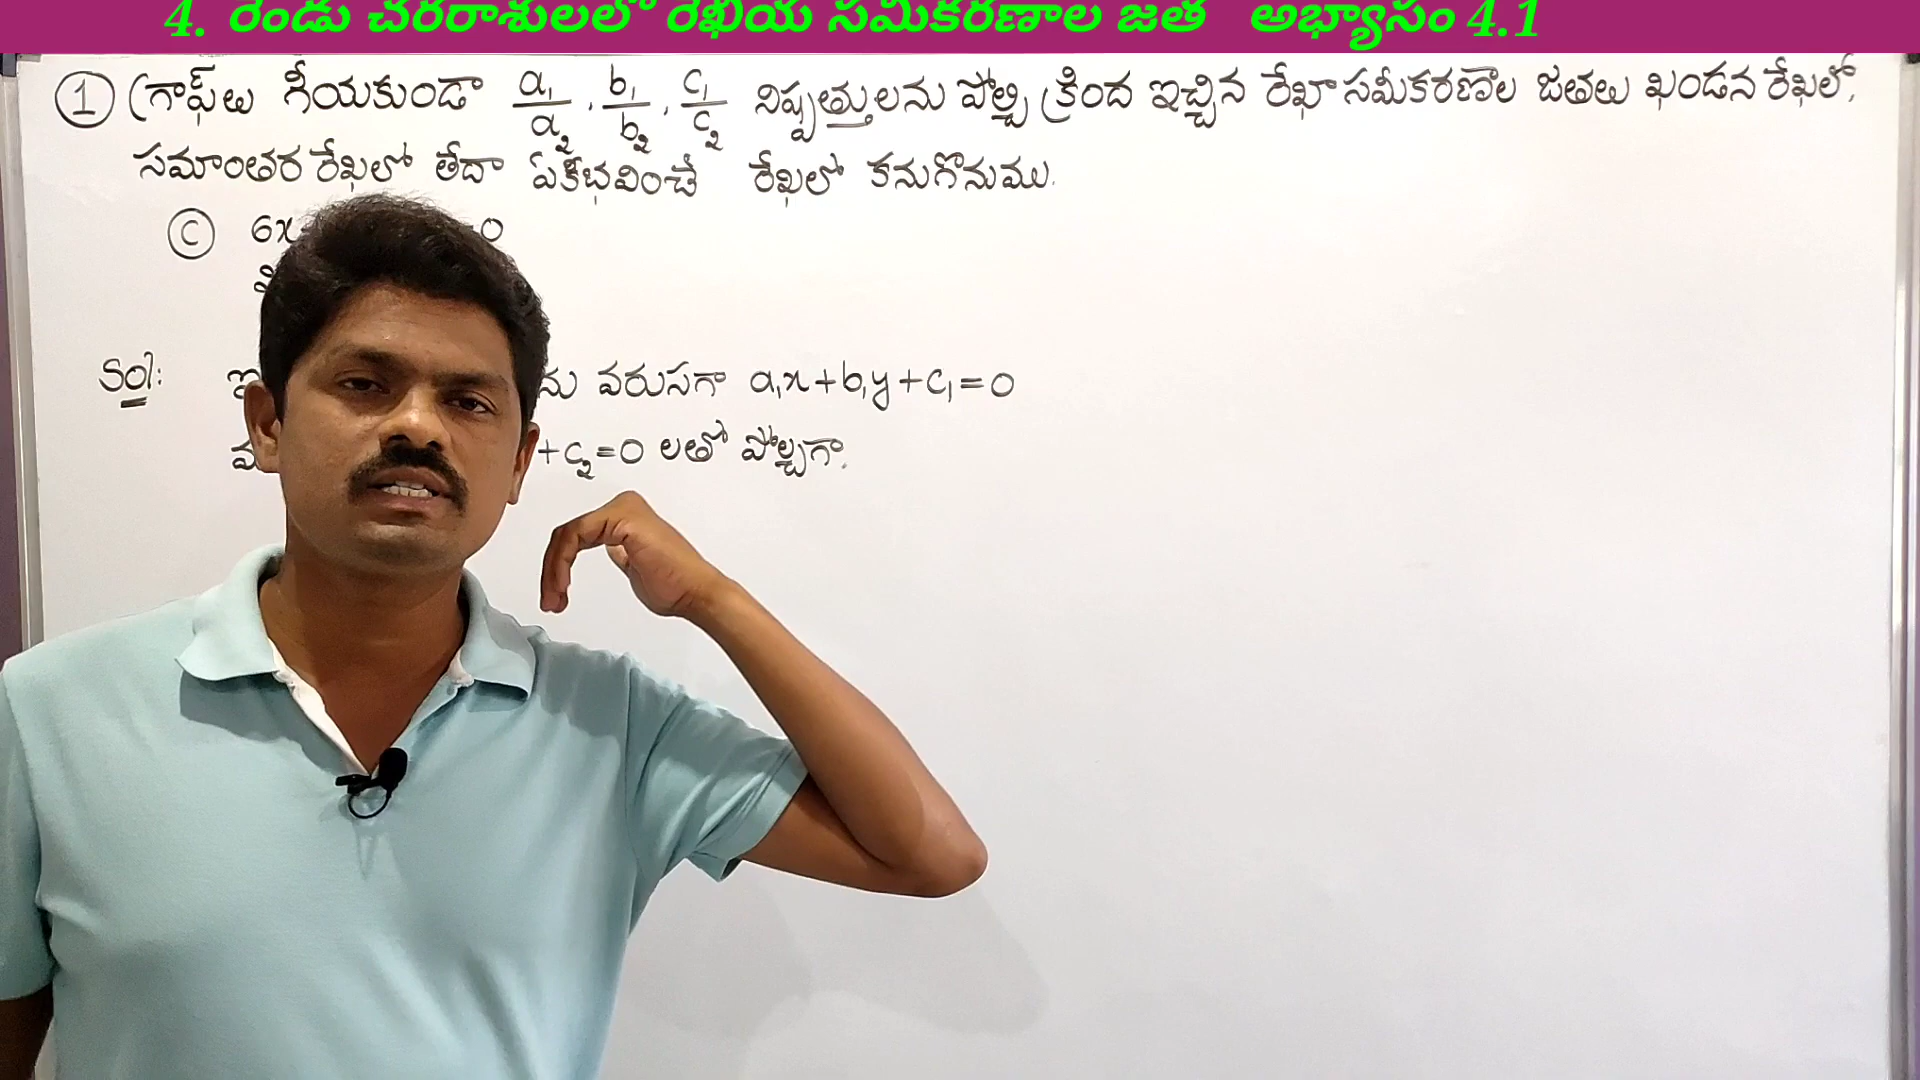 4. రెండు చరరాశులలో రేఖీయ సమీకరణాల జత అభ్యాసం 4.1
① గ్రాఫ్‌లు గీయకుండా a₁/a₂, b₁/b₂, c₁/c₂ నిష్పత్తులను పోల్చి క్రింద ఇచ్చిన రేఖా సమీకరణాల జతలు ఖండన రేఖలో,
సమాంతర రేఖలో లేదా ఏకీభవించే రేఖలో కనుగొనుము.
Ⓒ 6x 0
Sol: ను వరుసగా a₁x+b₁y+c₁=0
+c₂=0 లతో పోల్చగా,